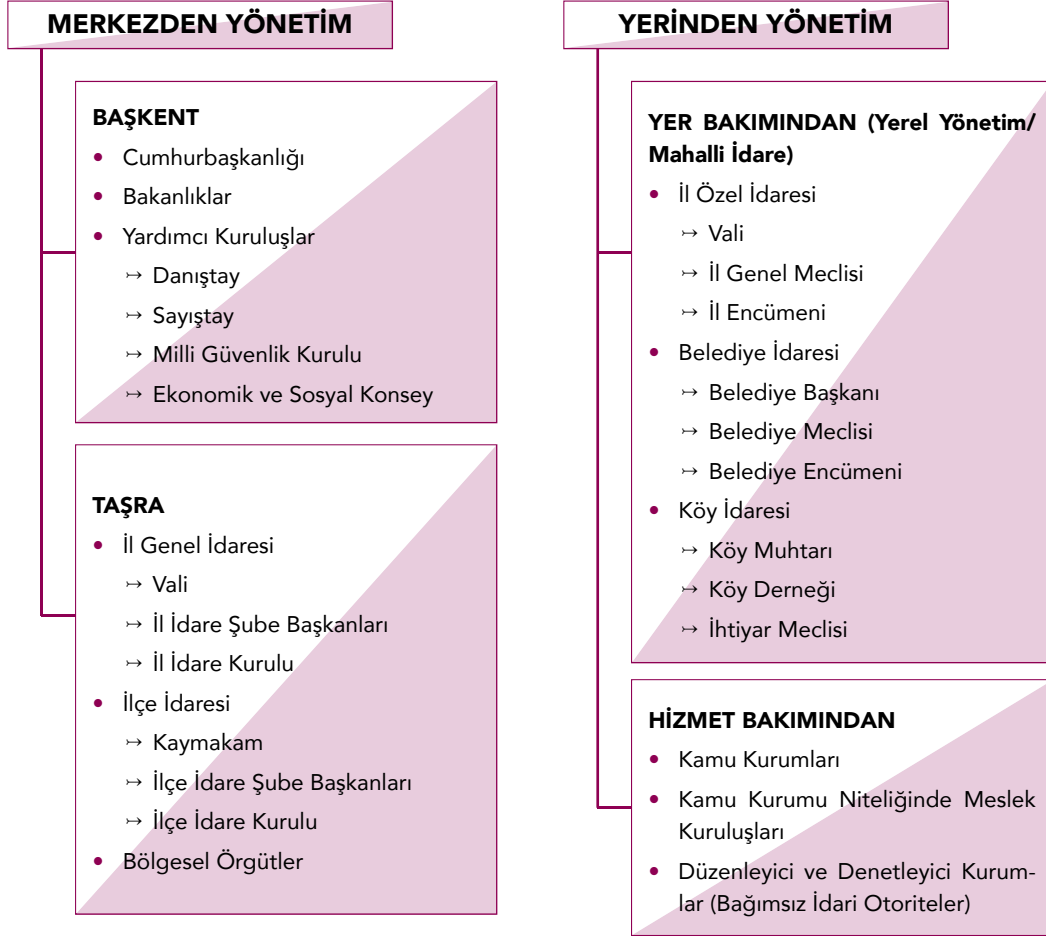 MERKEZDEN YÖNETİM
BAŞKENT
• Cumhurbaşkanlığı
• Bakanlıklar
• Yardımcı Kuruluşlar
↦ Danıştay
↦ Sayıştay
↦ Milli Güvenlik Kurulu
↦ Ekonomik ve Sosyal Konsey
TAŞRA
• İl Genel İdaresi
↦ Vali
↦ İl İdare Şube Başkanları
↦ İl İdare Kurulu
• İlçe İdaresi
↦ Kaymakam
↦ İlçe İdare Şube Başkanları
↦ İlçe İdare Kurulu
• Bölgesel Örgütler
YERİNDEN YÖNETİM
YER BAKIMINDAN (Yerel Yönetim/
Mahalli İdare)
• İl Özel İdaresi
↦ Vali
↦ İl Genel Meclisi
↦ İl Encümeni
• Belediye İdaresi
↦ Belediye Başkanı
↦ Belediye Meclisi
↦ Belediye Encümeni
• Köy İdaresi
↦ Köy Muhtarı
↦ Köy Derneği
↦ İhtiyar Meclisi
HİZMET BAKIMINDAN
• Kamu Kurumları
• Kamu Kurumu Niteliğinde Meslek
Kuruluşları
• Düzenleyici ve Denetleyici Kurum-
lar (Bağımsız İdari Otoriteler)